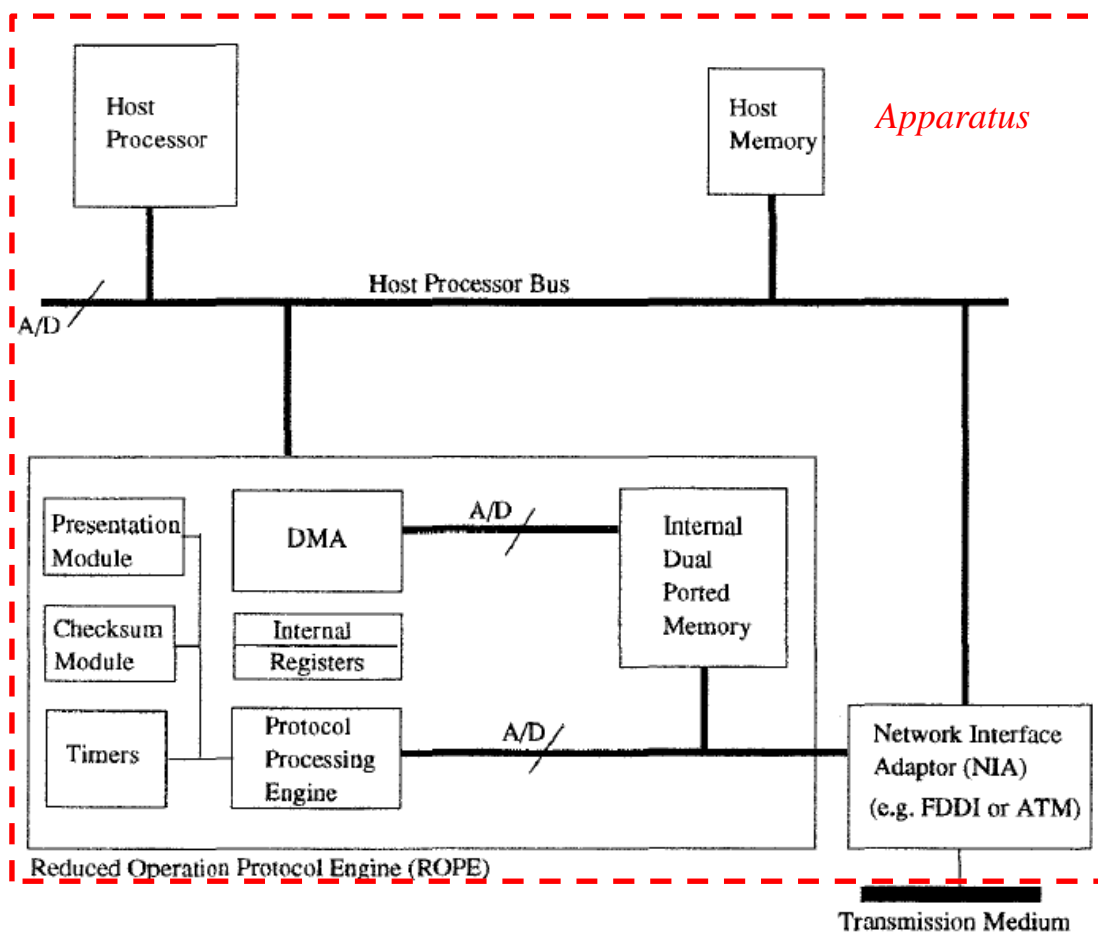 Host
Processor
Host
Memory
Apparatus
Host Processor Bus
A/D
Presentation
Module
DMA
A/D
Internal
Dual
Ported
Memory
Checksum
Module
Internal
Registers
Timers
Protocol
Processing
Engine
A/D
Network Interface
Adaptor (NIA)
(e.g. FDDI or ATM)
Reduced Operation Protocol Engine (ROPE)
Transmission Medium